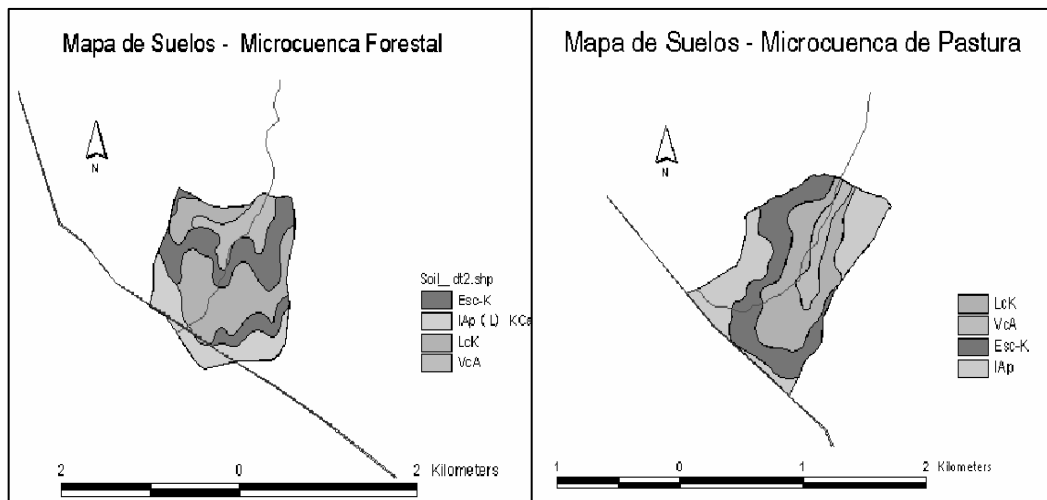 Mapa de Suelos - Microcuenca Forestal
N
Soil__dt2.shp
Esc-K
IAp ( L) KCa
LcK
VcA
2 0 2 Kilometers
Mapa de Suelos - Microcuenca de Pastura
N
LcK
VcA
Esc-K
IAp
1 0 1 2 Kilometers